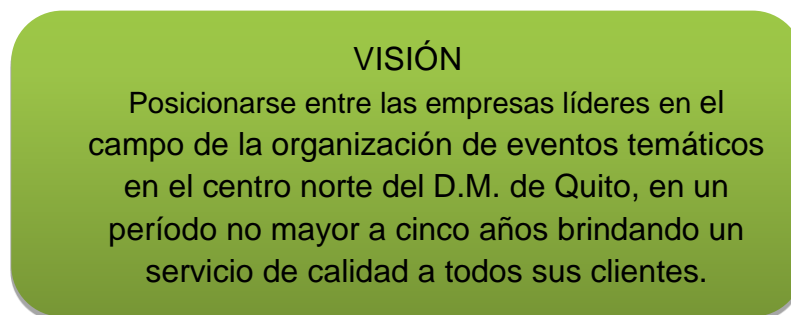 VISIÓN
Posicionarse entre las empresas líderes en el
campo de la organización de eventos temáticos
en el centro norte del D.M. de Quito, en un
período no mayor a cinco años brindando un
servicio de calidad a todos sus clientes.